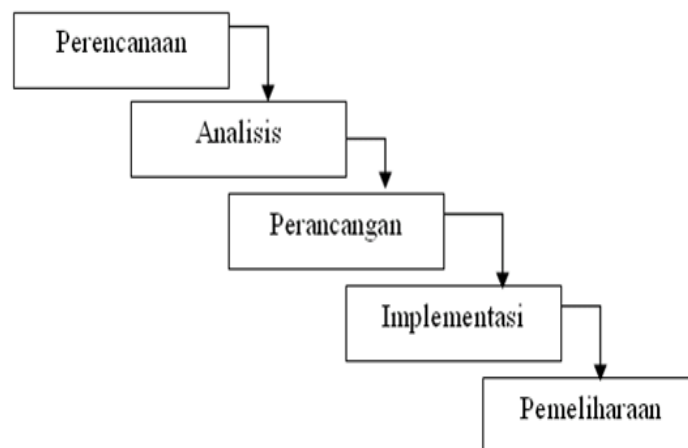 Perencanaan
Analisis
Perancangan
Implementasi
Pemeliharaan